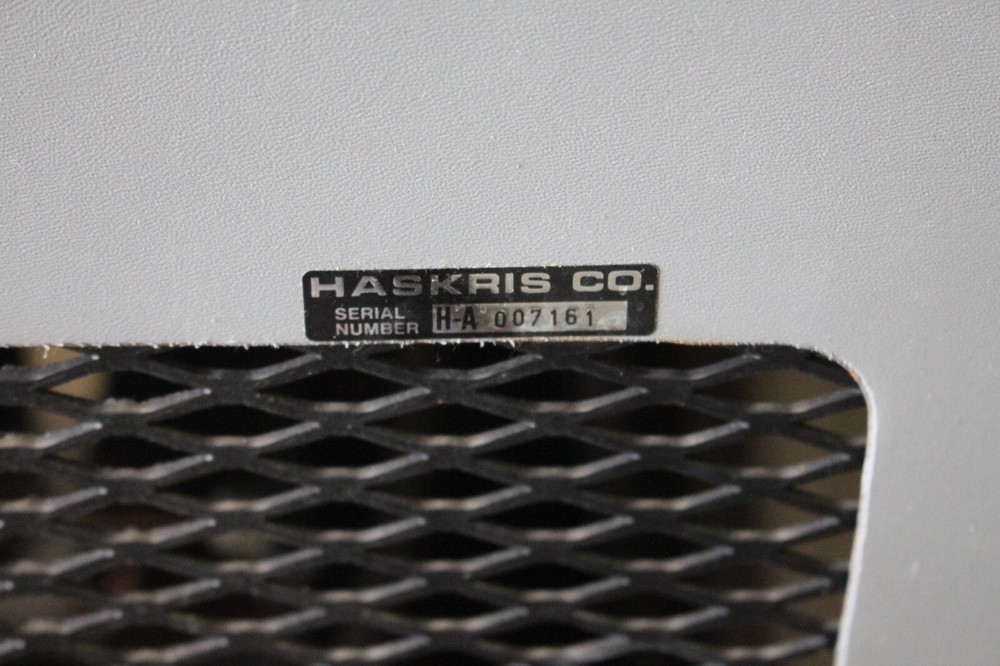 HASKRIS CO.
SERIAL
NUMBER H-A 007161